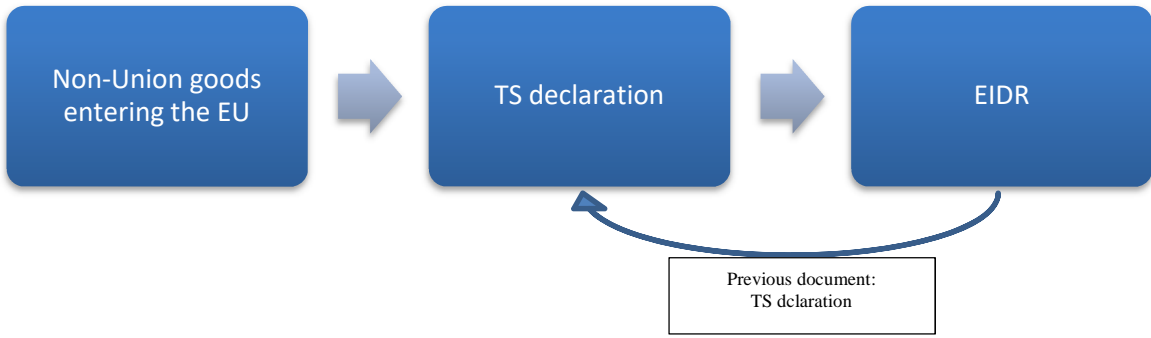 Non-Union goods
entering the EU
TS declaration
EIDR
Previous document:
TS dclaration